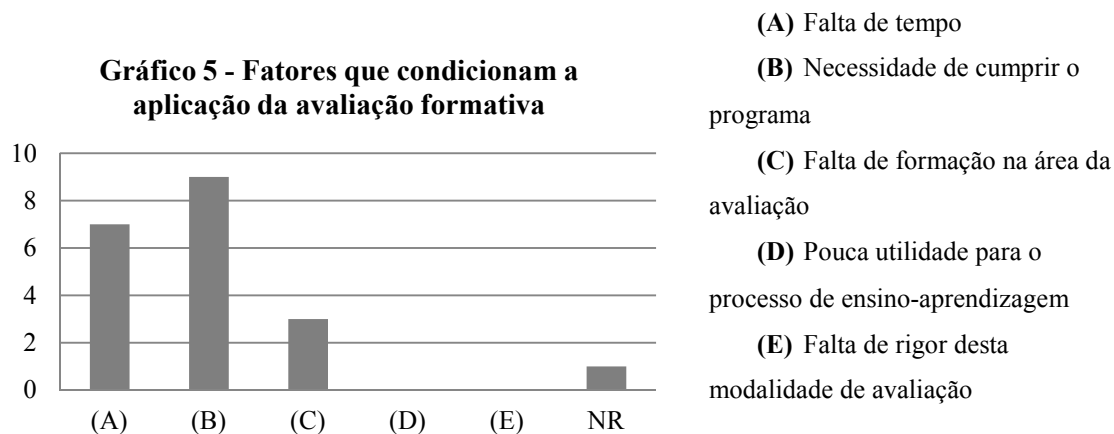 Gráfico 5 - Fatores que condicionam a
aplicação da avaliação formativa
10
8
6
4
2
0
(A) (B) (C) (D) (E) NR
(A) Falta de tempo
(B) Necessidade de cumprir o
programa
(C) Falta de formação na área da
avaliação
(D) Pouca utilidade para o
processo de ensino-aprendizagem
(E) Falta de rigor desta
modalidade de avaliação